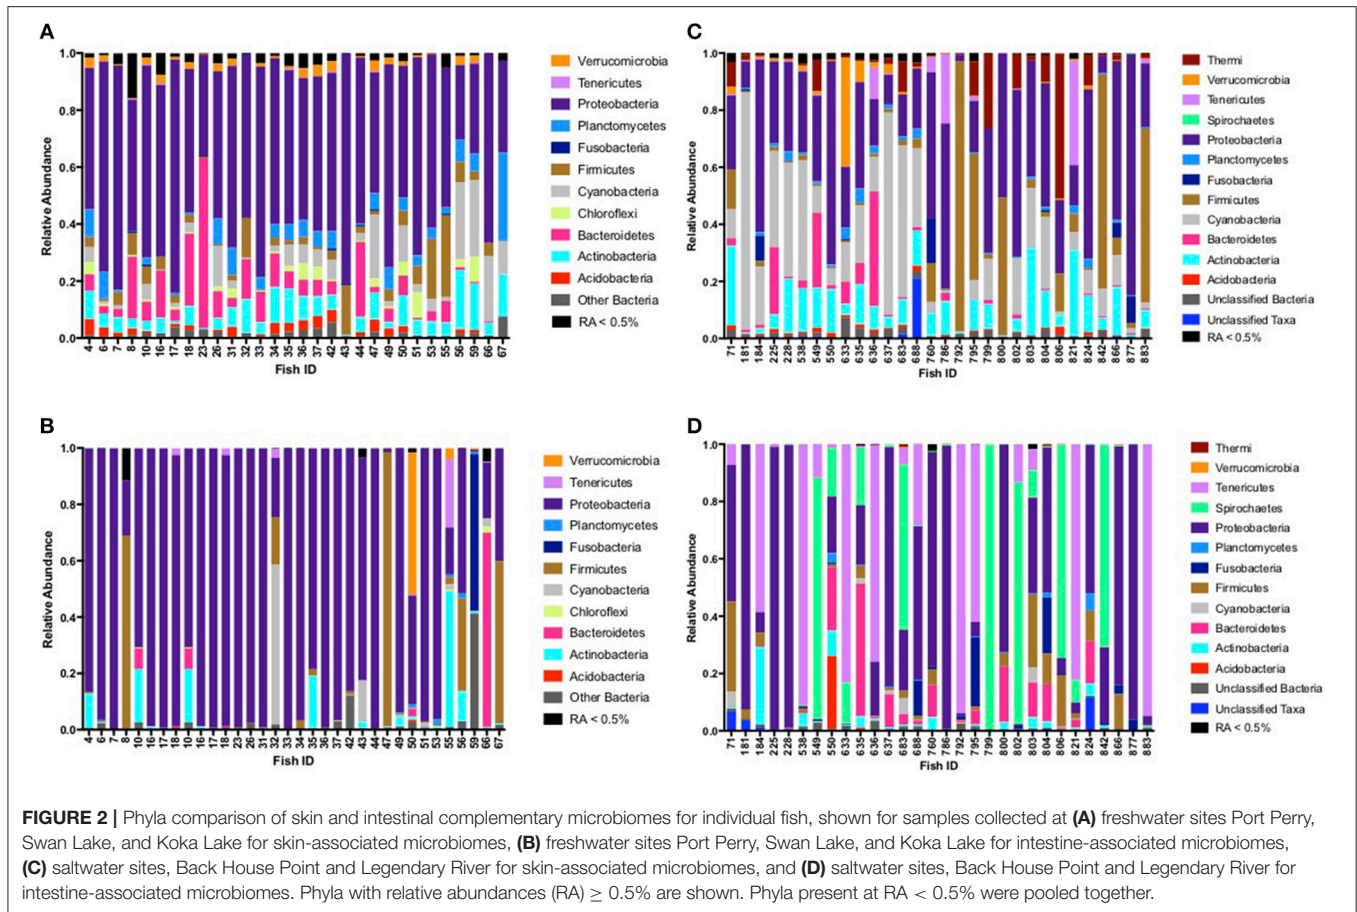 A
Relative Abundance
1.0
0.8
0.6
0.4
0.2
0.0
4 6 7 8 10 16 17 18 23 26 31 32 33 34 35 36 37 42 43 44 47 49 50 51 53 55 56 59 66 67
Fish ID
Verrucomicrobia
Tenericutes
Proteobacteria
Planctomycetes
Fusobacteria
Firmicutes
Cyanobacteria
Chloroflexi
Bacteroidetes
Actinobacteria
Acidobacteria
Other Bacteria
RA < 0.5%
C
Relative Abundance
1.0
0.8
0.6
0.4
0.2
0.0
71 181 184 225 228 538 549 550 633 635 636 637 683 688 760 786 792 795 799 800 802 803 804 806 821 824 842 866 877 883
Fish ID
Thermi
Verrucomicrobia
Tenericutes
Spirochaetes
Proteobacteria
Planctomycetes
Fusobacteria
Firmicutes
Cyanobacteria
Bacteroidetes
Actinobacteria
Acidobacteria
Unclassified Bacteria
Unclassified Taxa
RA < 0.5%
B
Relative Abundance
1.0
0.8
0.6
0.4
0.2
0.0
4 6 7 8 10 16 17 18 10 16 17 18 23 26 31 32 33 34 35 36 37 42 43 44 47 49 50 51 53 55 56 59 66 67
Fish ID
Verrucomicrobia
Tenericutes
Proteobacteria
Planctomycetes
Fusobacteria
Firmicutes
Cyanobacteria
Chloroflexi
Bacteroidetes
Actinobacteria
Acidobacteria
Other Bacteria
RA < 0.5%
D
Relative Abundance
1.0
0.8
0.6
0.4
0.2
0.0
71 181 184 225 228 538 549 550 633 635 636 637 683 688 760 786 792 795 799 800 802 803 804 806 821 824 842 866 877 883
Fish ID
Thermi
Verrucomicrobia
Tenericutes
Spirochaetes
Proteobacteria
Planctomycetes
Fusobacteria
Firmicutes
Cyanobacteria
Bacteroidetes
Actinobacteria
Acidobacteria
Unclassified Bacteria
Unclassified Taxa
RA < 0.5%
FIGURE 2 | Phyla comparison of skin and intestinal complementary microbiomes for individual fish, shown for samples collected at (A) freshwater sites Port Perry,
Swan Lake, and Koka Lake for skin-associated microbiomes, (B) freshwater sites Port Perry, Swan Lake, and Koka Lake for intestine-associated microbiomes,
(C) saltwater sites, Back House Point and Legendary River for skin-associated microbiomes, and (D) saltwater sites, Back House Point and Legendary River for
intestine-associated microbiomes. Phyla with relative abundances (RA) ≥ 0.5% are shown. Phyla present at RA < 0.5% were pooled together.